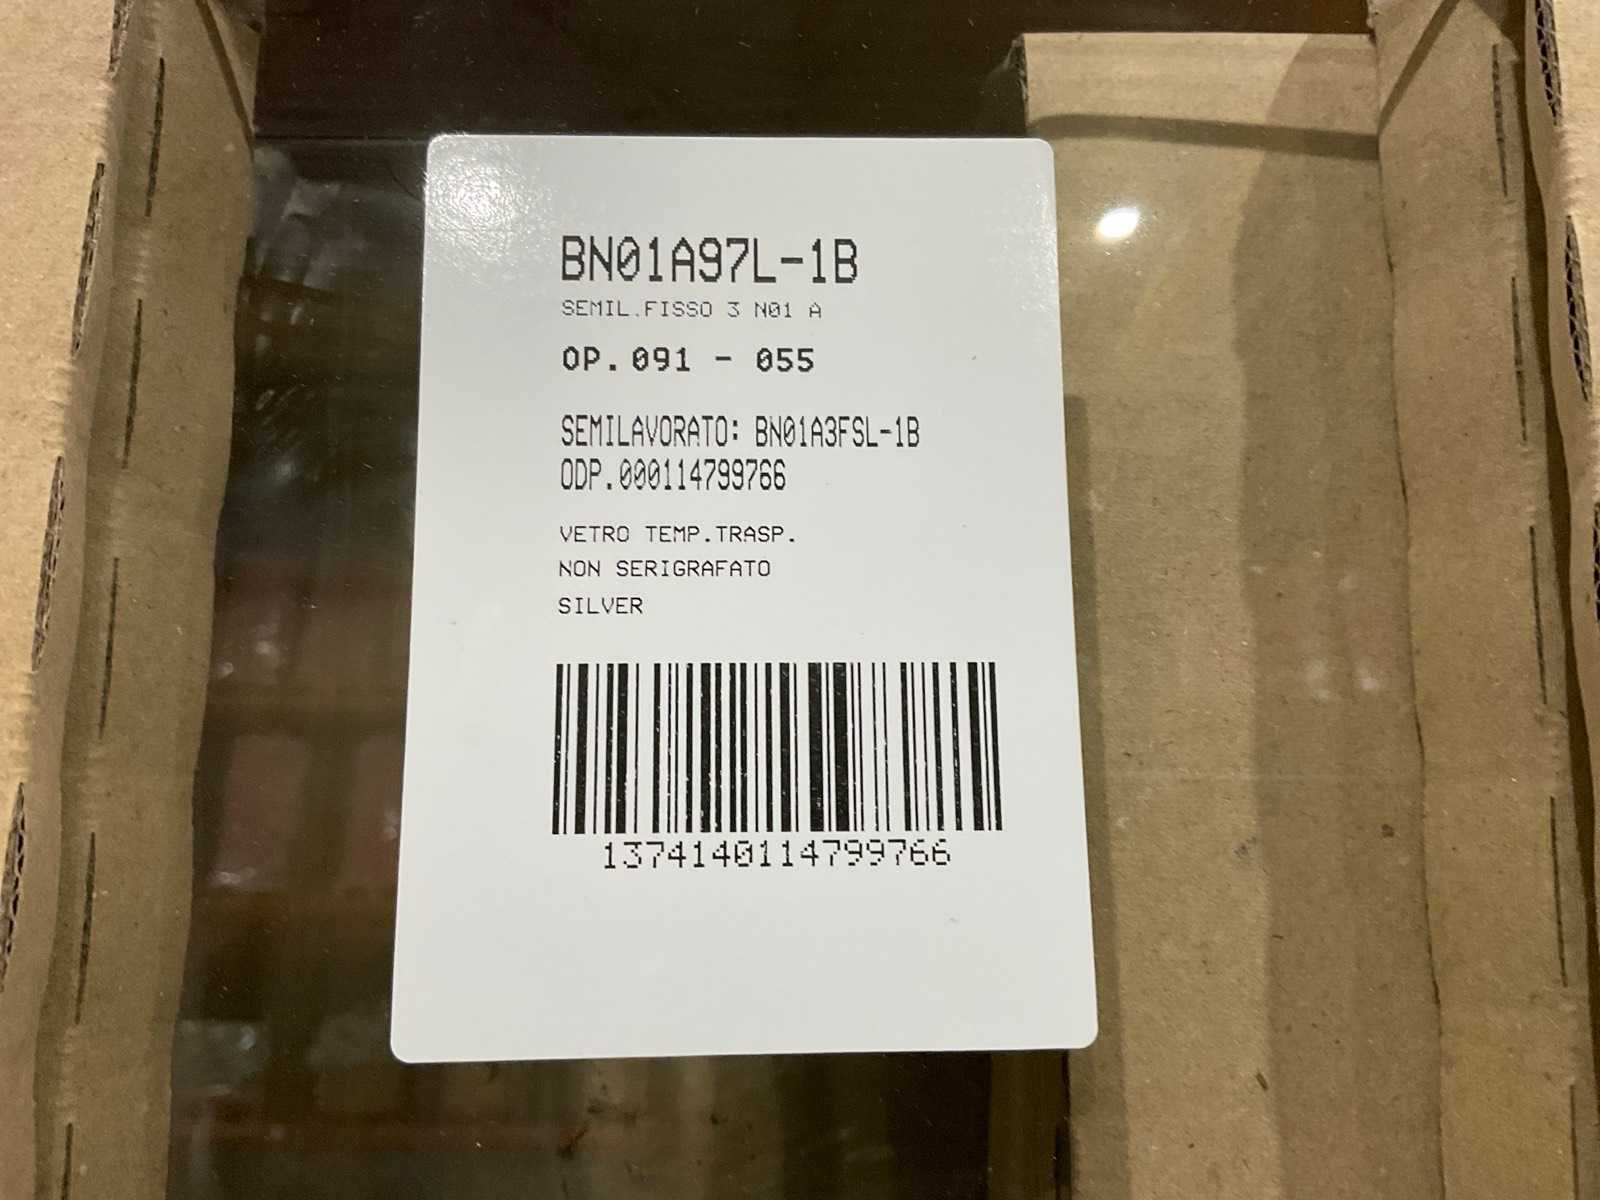 BN01A97L-1B
SEMIL.FISSO 3 N01 A
OP.091 - 055
SEMILAVORATO: BN01A3FSL-1B
ODP.000114799766
VETRO TEMP.TRASP.
NON SERIGRAFATO
SILVER
1374140114799766